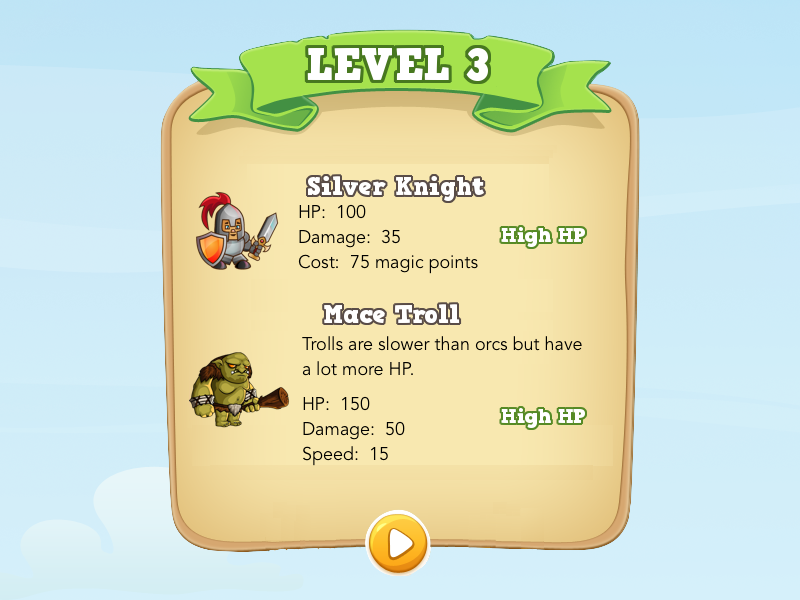 LEVEL 3
Silver Knight
HP: 100
Damage: 35
High HP
Cost: 75 magic points
Mace Troll
Trolls are slower than orcs but have
a lot more HP.
HP: 150
High HP
Damage: 50
Speed: 15